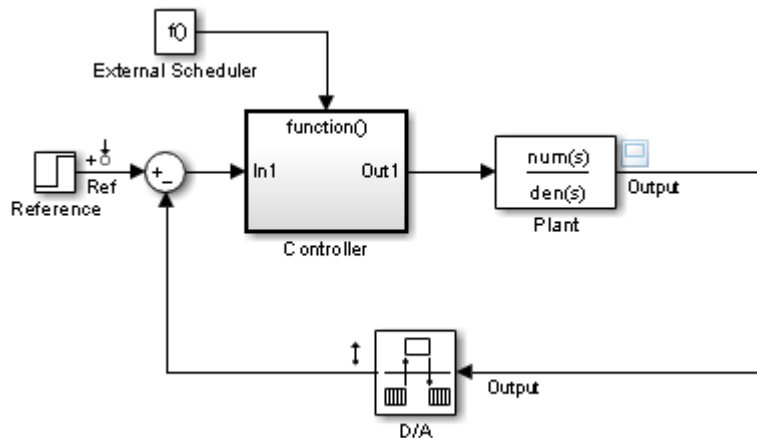 f()
External Scheduler
function()
In1
Out1
Controller
num(s)
den(s)
Plant
Output
+
Ref
Reference
+
−
Output
D/A